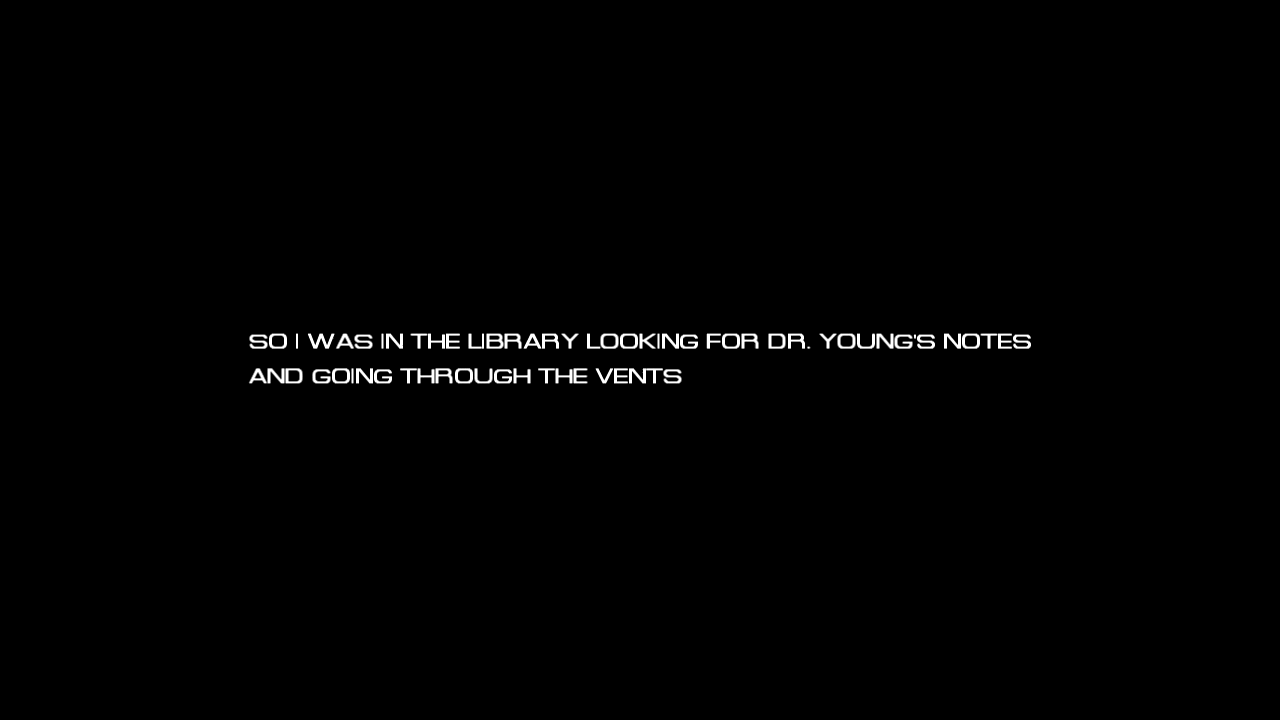 SO I WAS IN THE LIBRARY LOOKING FOR DR. YOUNG'S NOTES
AND GOING THROUGH THE VENTS